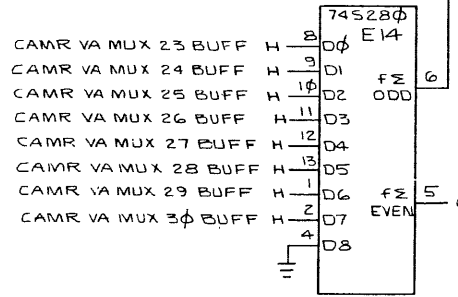 74S280
E14
CAMR VA MUX 23 BUFF H 8 D0
CAMR VA MUX 24 BUFF H 9 D1
CAMR VA MUX 25 BUFF H 10 D2
CAMR VA MUX 26 BUFF H 11 D3
CAMR VA MUX 27 BUFF H 12 D4
CAMR VA MUX 28 BUFF H 13 D5
CAMR VA MUX 29 BUFF H 1 D6
CAMR VA MUX 30 BUFF H 2 D7
4 D8
fΣ 6
ODD
fΣ 5
EVEN